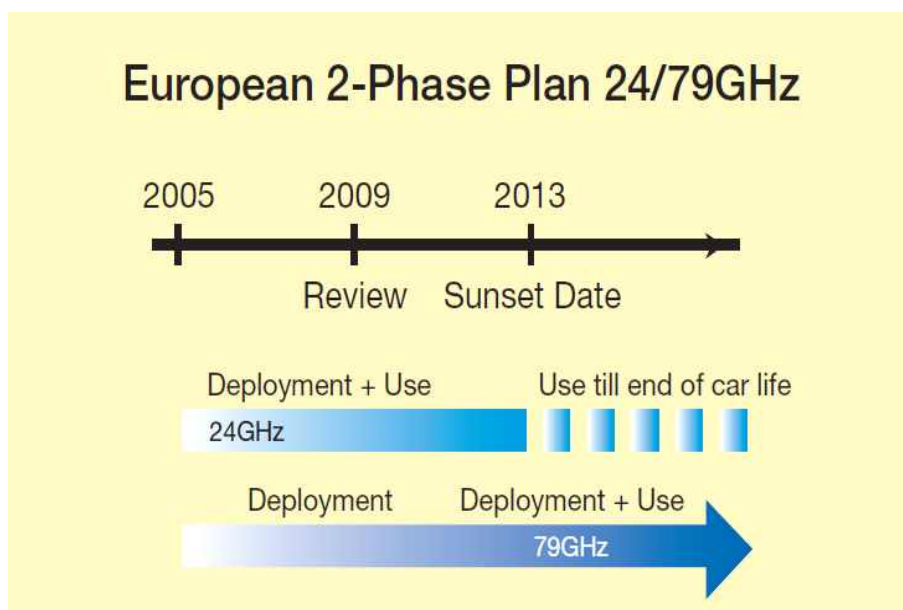 European 2-Phase Plan 24/79GHz
2005 2009 2013
Review Sunset Date
Deployment + Use Use till end of car life
24GHz
Deployment Deployment + Use
79GHz